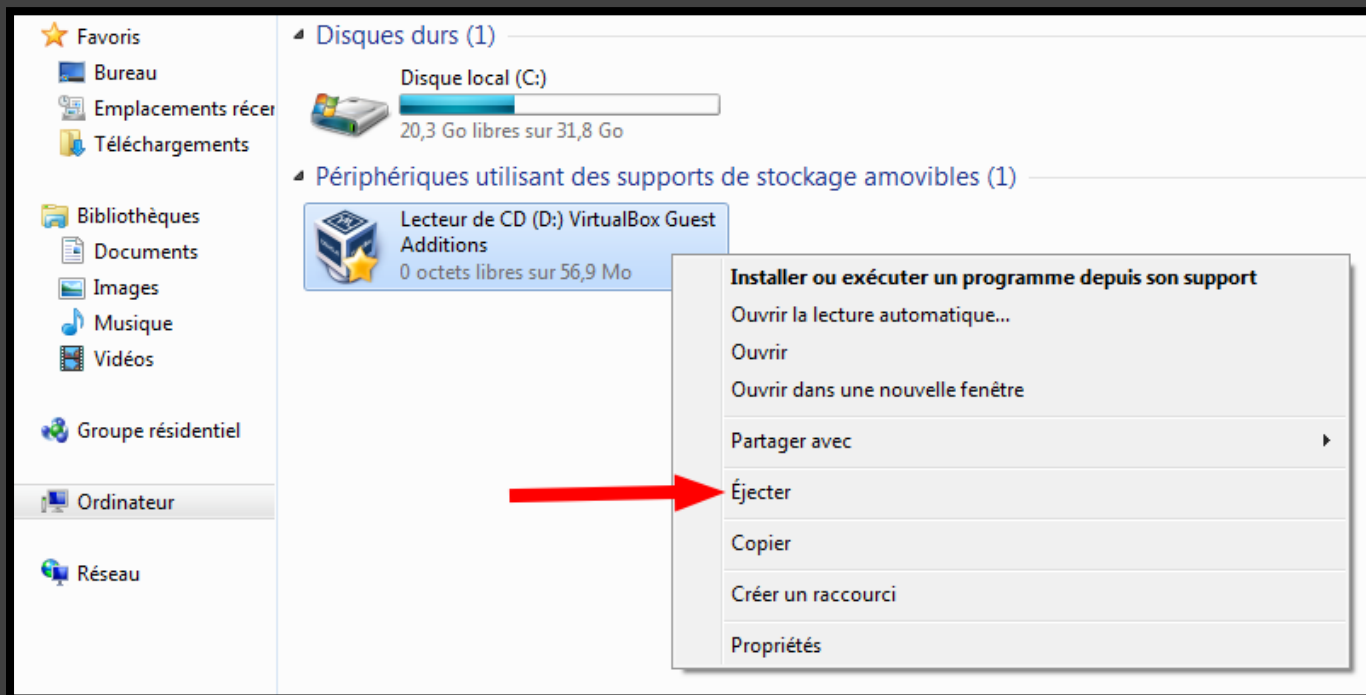 Favoris
Bureau
Emplacements récer
Téléchargements
Bibliothèques
Documents
Images
Musique
Vidéos
Groupe résidentiel
Ordinateur
Réseau
Disques durs (1)
Disque local (C:)
20,3 Go libres sur 31,8 Go
Périphériques utilisant des supports de stockage amovibles (1)
Lecteur de CD (D:) VirtualBox Guest
Additions
0 octets libres sur 56,9 Mo
Installer ou exécuter un programme depuis son support
Ouvrir la lecture automatique...
Ouvrir
Ouvrir dans une nouvelle fenêtre
Partager avec
Éjecter
Copier
Créer un raccourci
Propriétés